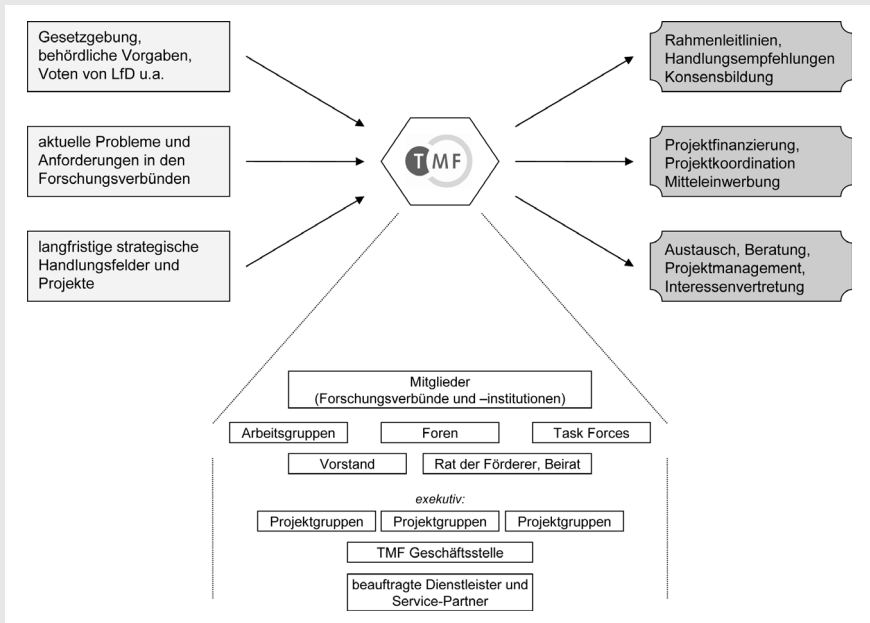 Gesetzgebung,
behördliche Vorgaben,
Voten von LfD u.a.
aktuelle Probleme und
Anforderungen in den
Forschungsverbünden
langfristige strategische
Handlungsfelder und
Projekte
TMF
Rahmenleitlinien,
Handlungsempfehlungen
Konsensbildung
Projektfinanzierung,
Projektkoordination
Mitteleinwerbung
Austausch, Beratung,
Projektmanagement,
Interessenvertretung
Mitglieder
(Forschungsverbünde und –institutionen)
Arbeitsgruppen
Foren
Task Forces
Vorstand
Rat der Förderer, Beirat
exekutiv:
Projektgruppen
Projektgruppen
Projektgruppen
TMF Geschäftsstelle
beauftragte Dienstleister und
Service-Partner